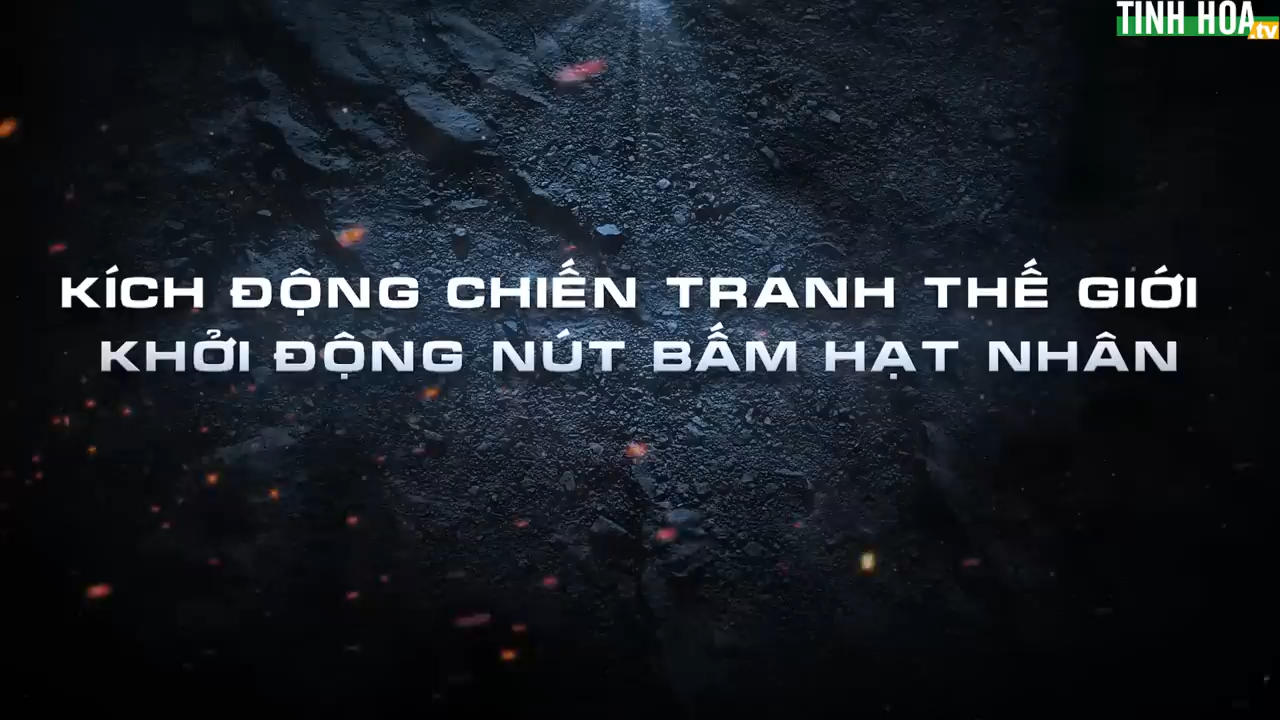 TINH HOA.tv
KÍCH ĐỘNG CHIẾN TRANH THẾ GIỚI
KHỞI ĐỘNG NÚT BẤM HẠT NHÂN